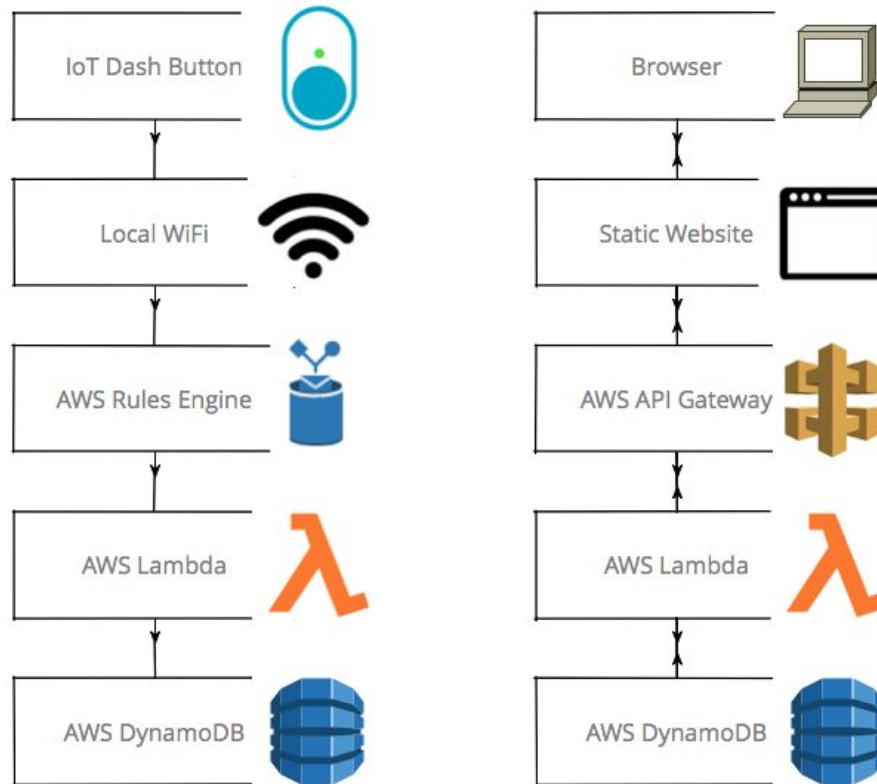 IoT Dash Button
Local WiFi
AWS Rules Engine
AWS Lambda
AWS DynamoDB
Browser
Static Website
AWS API Gateway
AWS Lambda
AWS DynamoDB